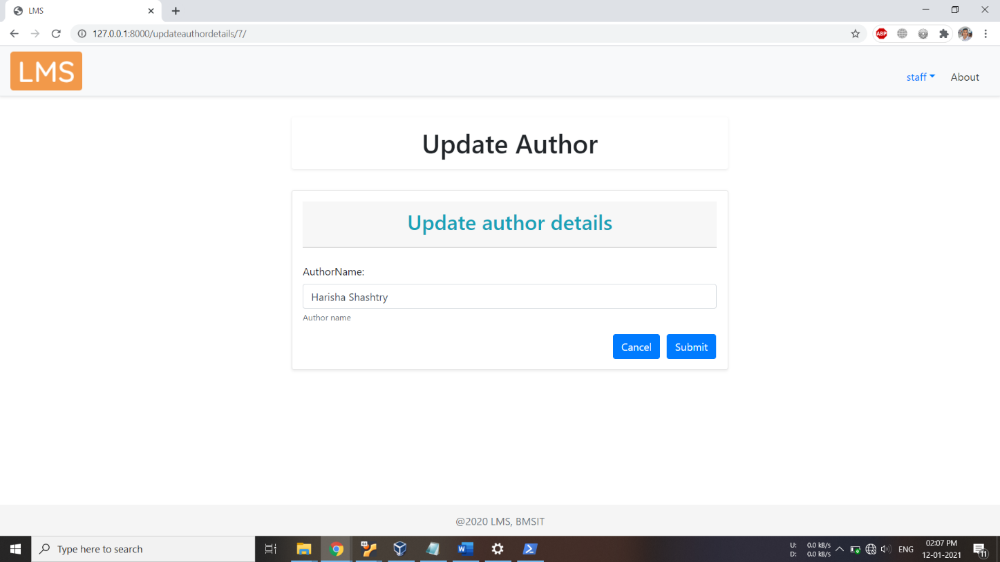 LMS
127.0.0.1:8000/updateauthordetails/7/
ABP
LMS
staff
About
Update Author
Update author details
AuthorName:
Harisha Shashtry
Author name
Cancel
Submit
@2020 LMS, BMSIT
Type here to search
U: 0.0 kB/s
D: 0.0 kB/s
ENG
02:07 PM
12-01-2021
11